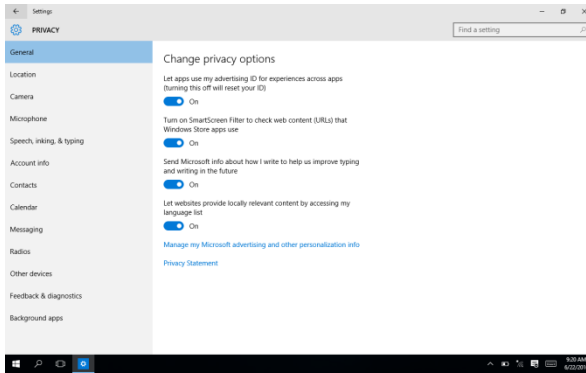 Settings
PRIVACY
Find a setting
General
Location
Camera
Microphone
Speech, inking, & typing
Account info
Contacts
Calendar
Messaging
Radios
Other devices
Feedback & diagnostics
Background apps
Change privacy options
Let apps use my advertising ID for experiences across apps
(turning this off will reset your ID)
On
Turn on SmartScreen Filter to check web content (URLs) that
Windows Store apps use
On
Send Microsoft info about how I write to help us improve typing
and writing in the future
On
Let websites provide locally relevant content by accessing my
language list
On
Manage my Microsoft advertising and other personalization info
Privacy Statement
9:20 AM